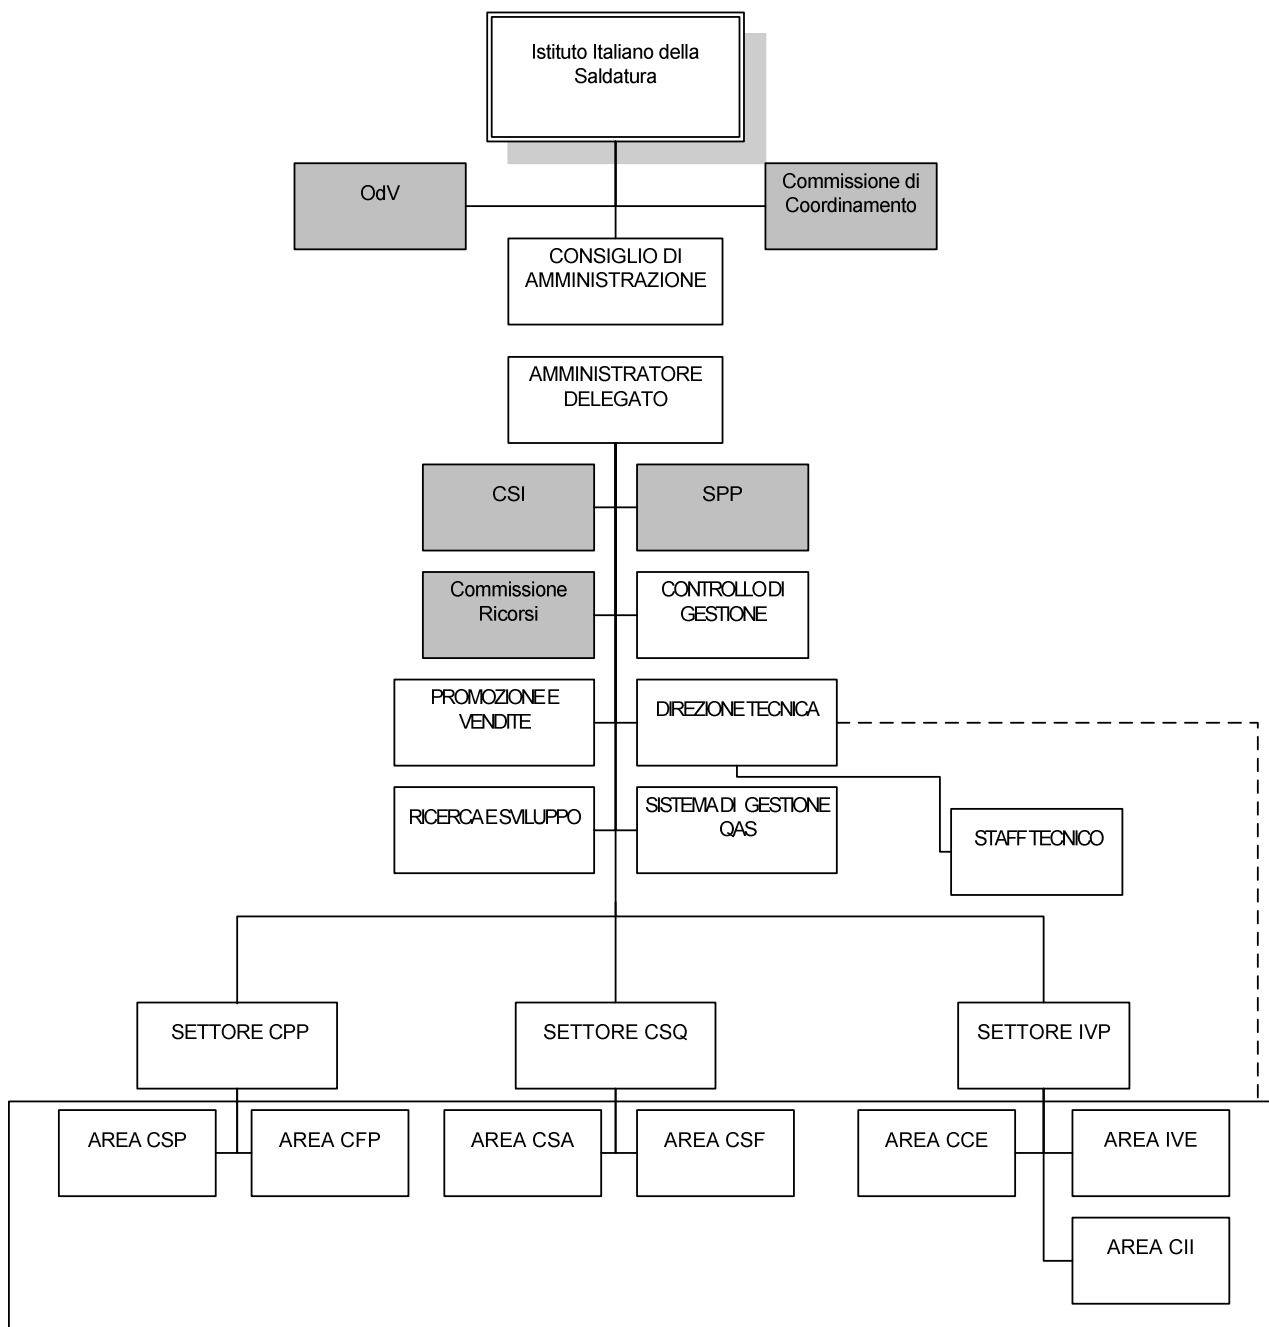 Istituto Italiano della
Saldatura
OdV
Commissione di
Coordinamento
CONSIGLIO DI
AMMINISTRAZIONE
AMMINISTRATORE
DELEGATO
CSI
SPP
Commissione
Ricorsi
CONTROLLO DI
GESTIONE
PROMOZIONE E
VENDITE
DIREZIONE TECNICA
RICERCA E SVILUPPO
SISTEMA DI GESTIONE
QAS
STAFF TECNICO
SETTORE CPP
SETTORE CSQ
SETTORE IVP
AREA CSP
AREA CFP
AREA CSA
AREA CSF
AREA CCE
AREA IVE
AREA CII